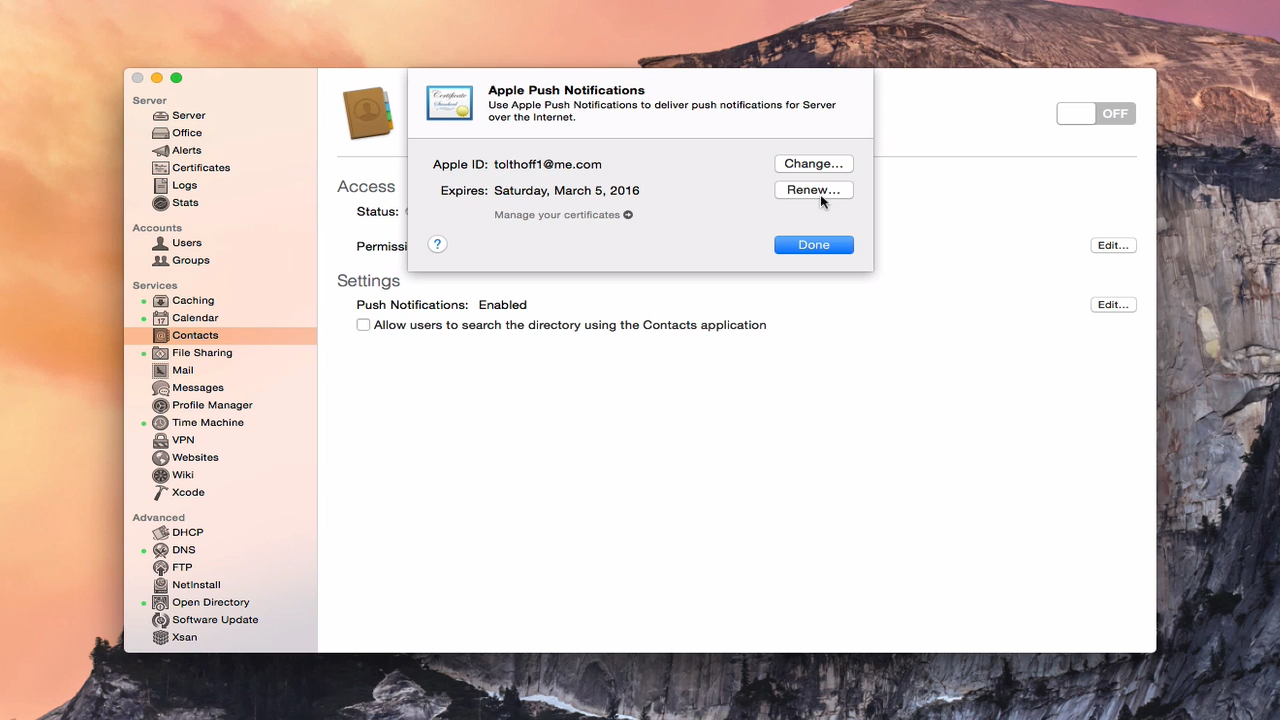 Server
Server
Office
Alerts
Certificates
Logs
Stats
Accounts
Users
Groups
Services
Caching
17
Calendar
Contacts
File Sharing
Mail
Messages
Profile Manager
Time Machine
VPN
Websites
Wiki
Xcode
Advanced
DHCP
DNS
FTP
NetInstall
Open Directory
Software Update
Xsan
Certificate
Standard
Apple Push Notifications
Use Apple Push Notifications to deliver push notifications for Server
over the Internet.
Apple ID: tolthoff1@me.com
Change...
Expires: Saturday, March 5, 2016
Renew...
Manage your certificates
?
Done
OFF
Access
Status:
Permissi
Edit...
Settings
Push Notifications: Enabled
Edit...
Allow users to search the directory using the Contacts application